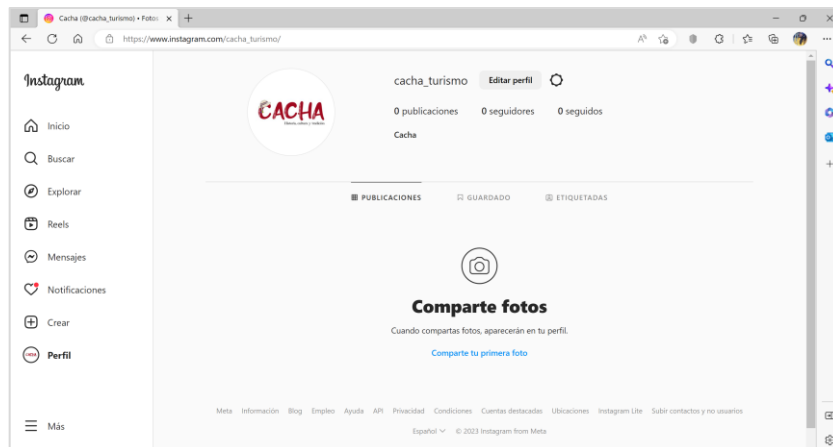 Cacha (@cacha_turismo) • Fotos
https://www.instagram.com/cacha_turismo/
Instagram
Inicio
Buscar
Explorar
Reels
Mensajes
Notificaciones
Crear
Perfil
Más
CACHA
cacha_turismo Editar perfil
0 publicaciones 0 seguidores 0 seguidos
Cacha
PUBLICACIONES GUARDADO ETIQUETADAS
Comparte fotos
Cuando compartas fotos, aparecerán en tu perfil.
Comparte tu primera foto
Meta Información Blog Empleo Ayuda API Privacidad Condiciones Cuentas destacadas Ubicaciones Instagram Lite Subir contactos y no usuarios
Español © 2023 Instagram from Meta